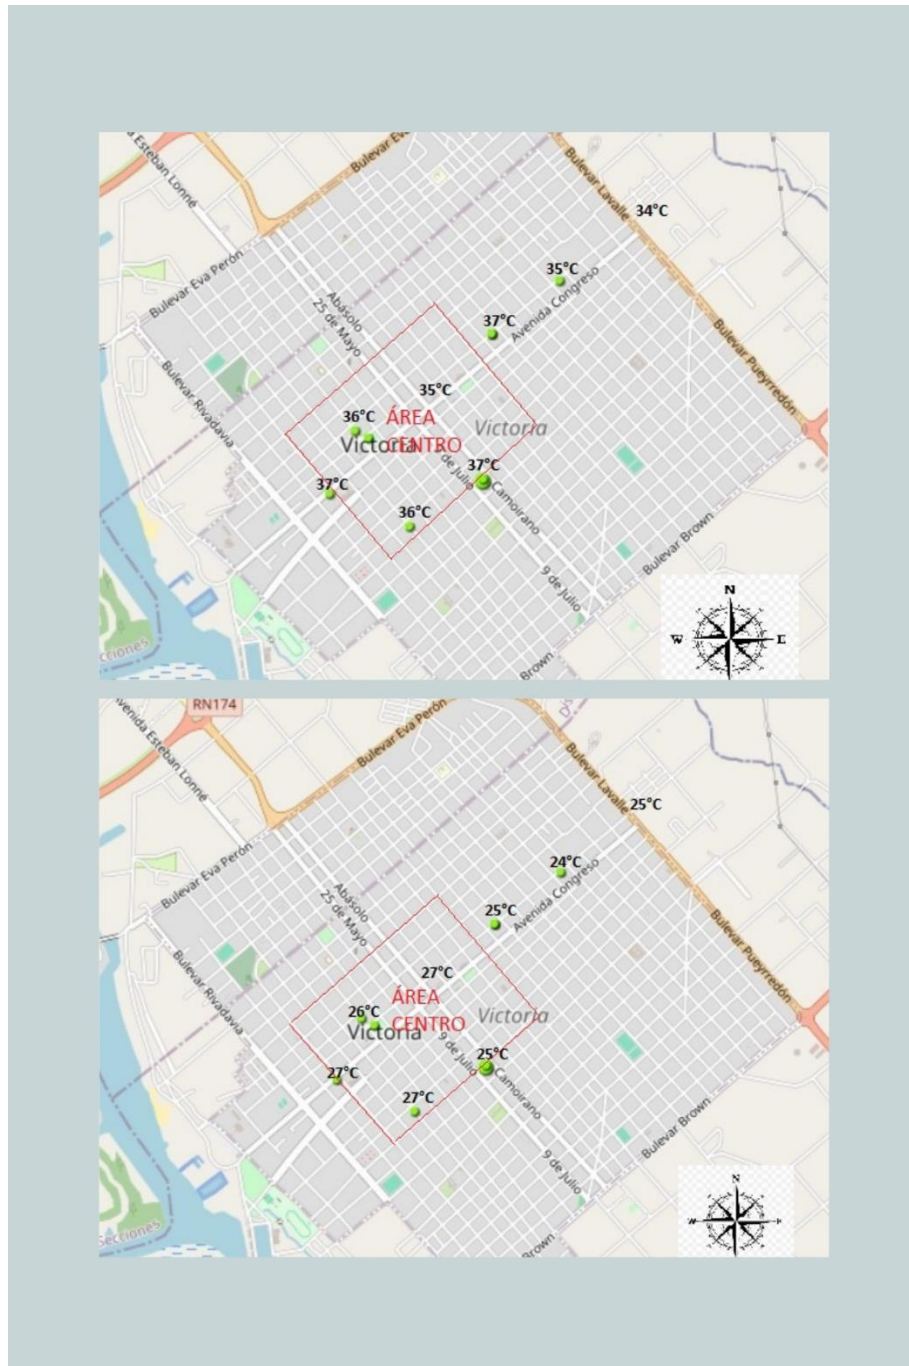 a Esteban Lonné
Bulevar Ev
Bulevar Lavalle
34°C
Bulevar Eva Perón
35°C
Avenida Congreso
Abásolo
25 de Mayo
37°C
Bulevar Pueyrredón
Bulevar Rivadavia
35°C
36°C
ÁREA
CENTRO
Victoria
Victoria
37°C
de Julio
Camoirano
37°C
36°C
9 de Julio
Bulevar Brown
N
W
E
cciones
Brown
RN174
Avenida Esteban Lonné
Bulevar Eva Perón
Bulevar Lavalle
25°C
Bulevar Eva Perón
24°C
Avenida Congreso
Abásolo
25 de Mayo
25°C
Bulevar Pueyrredón
Bulevar Rivadavia
27°C
ÁREA
CENTRO
26°C
Victoria
Victoria
9 de Julio
25°C
Camoirano
27°C
27°C
9 de Julio
Bulevar Brown
N
W
Secciones
Brown